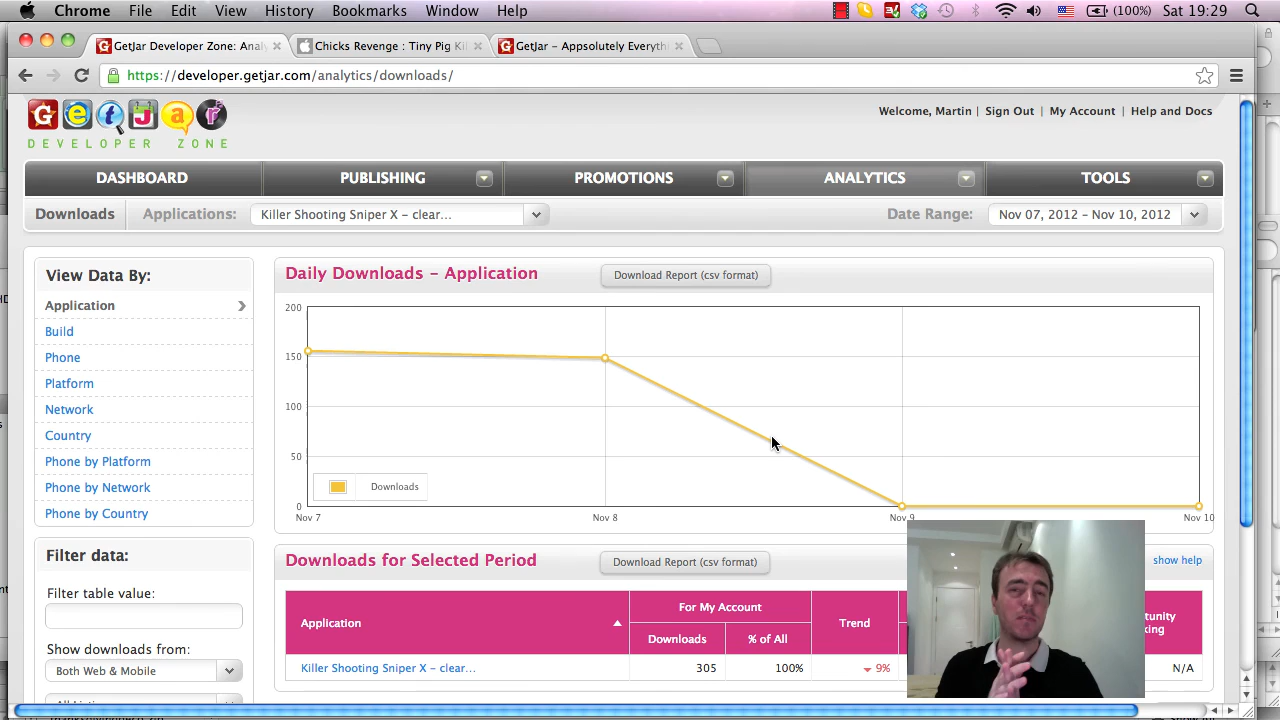 Chrome File Edit View History Bookmarks Window Help (100%) Sat 19:29
GetJar Developer Zone: Anal Chicks Revenge : Tiny Pig Kil GetJar – Appsolutely Everyth
https://developer.getjar.com/analytics/downloads/
G e t J a r
DEVELOPER ZONE
Welcome, Martin | Sign Out | My Account | Help and Docs
DASHBOARD PUBLISHING PROMOTIONS ANALYTICS TOOLS
Downloads Applications: Killer Shooting Sniper X – clear... Date Range: Nov 07, 2012 – Nov 10, 2012
View Data By:
Application
Build
Phone
Platform
Network
Country
Phone by Platform
Phone by Network
Phone by Country
Filter data:
Filter table value:
Show downloads from:
Both Web & Mobile
Daily Downloads – Application Download Report (csv format)
200
150
100
50
0
Downloads
Nov 7 Nov 8 Nov 9 Nov 10
Downloads for Selected Period Download Report (csv format) show help
Application For My Account Trend
Downloads % of All
Killer Shooting Sniper X – clear... 305 100% 9% N/A